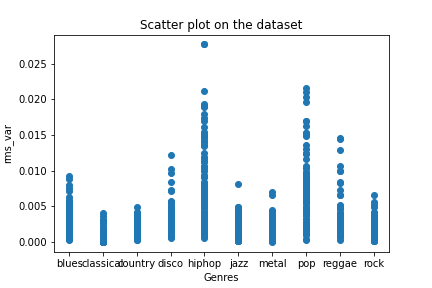 Scatter plot on the dataset
rms_var
0.025
0.020
0.015
0.010
0.005
0.000
blues classical country disco hiphop jazz metal pop reggae rock
Genres